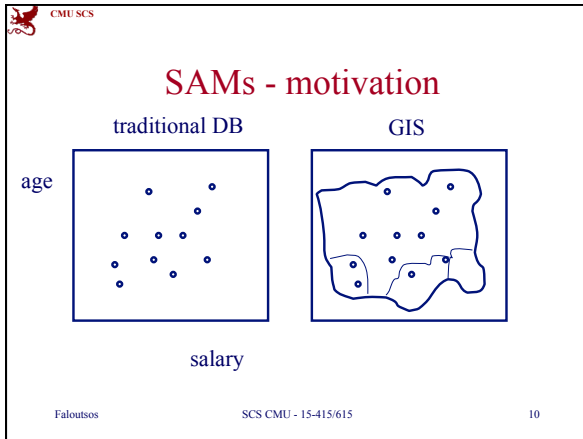 CMU SCS
SAMs - motivation
traditional DB GIS
age
salary
Faloutsos SCS CMU - 15-415/615 10